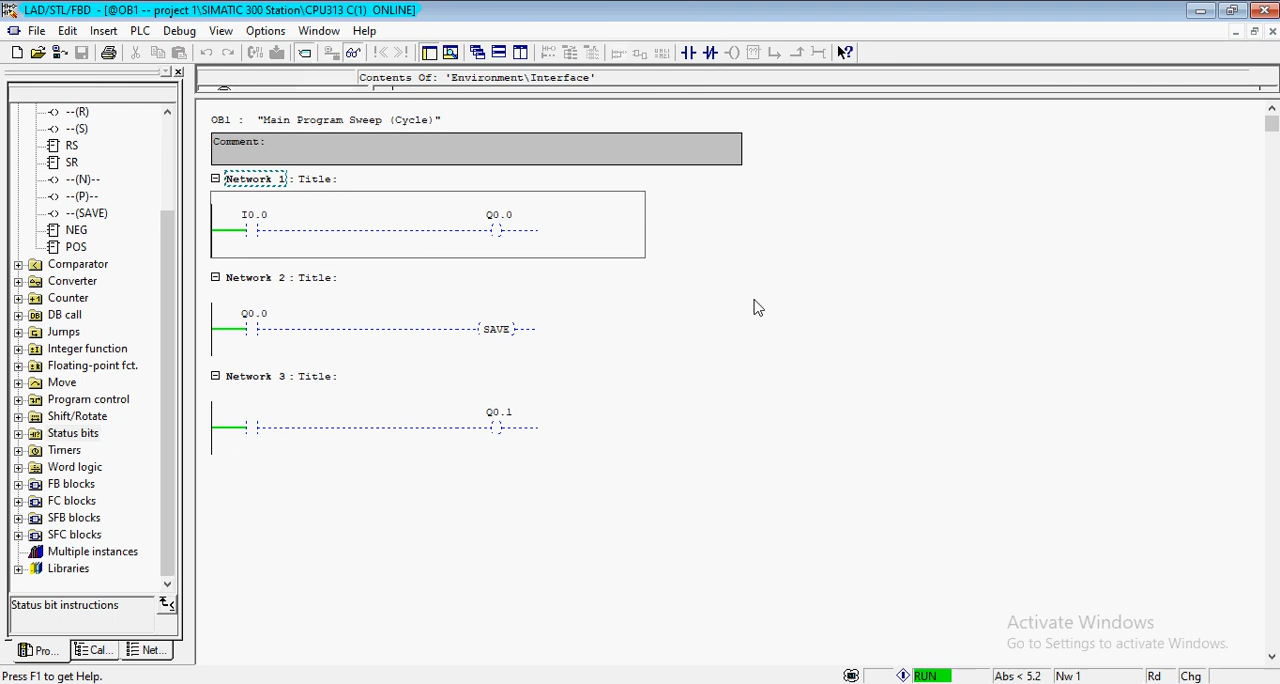 LAD/STL/FBD - [@OB1 -- project 1\SIMATIC 300 Station\CPU313 C(1) ONLINE]
File Edit Insert PLC Debug View Options Window Help
Contents Of: 'Environment\Interface'
--(R)
--(S)
RS
SR
--(N)--
--(P)--
--(SAVE)
NEG
POS
Comparator
Converter
Counter
DB call
Jumps
Integer function
Floating-point fct.
Move
Program control
Shift/Rotate
Status bits
Timers
Word logic
FB blocks
FC blocks
SFB blocks
SFC blocks
Multiple instances
Libraries
Status bit instructions
Pro... Cal... Net...
OB1 : "Main Program Sweep (Cycle)"
Comment:
Network 1 : Title:
I0.0 Q0.0
Network 2 : Title:
Q0.0
SAVE
Network 3 : Title:
Q0.1
Activate Windows
Go to Settings to activate Windows.
Press F1 to get Help. RUN Abs < 5.2 Nw 1 Rd Chg